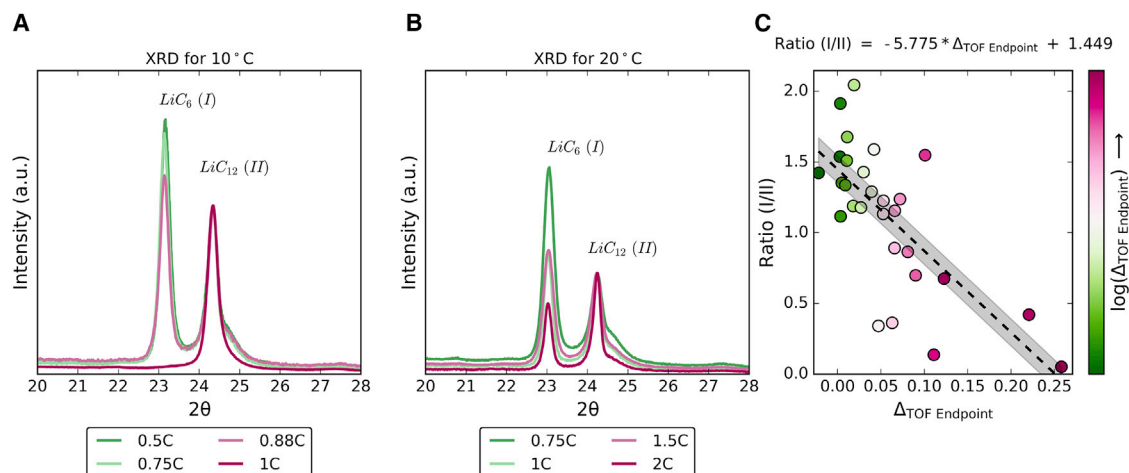 A
XRD for 10°C
Intensity (a.u.)
LiC6 (I)
LiC12 (II)
20 21 22 23 24 25 26 27 28
2θ
0.5C 0.88C
0.75C 1C
B
XRD for 20°C
Intensity (a.u.)
LiC6 (I)
LiC12 (II)
20 21 22 23 24 25 26 27 28
2θ
0.75C 1.5C
1C 2C
C
Ratio (I/II) = -5.775*ΔTOF Endpoint + 1.449
Ratio (I/II)
2.0
1.5
1.0
0.5
0.0
0.00 0.05 0.10 0.15 0.20 0.25
ΔTOF Endpoint
log(ΔTOF Endpoint) →